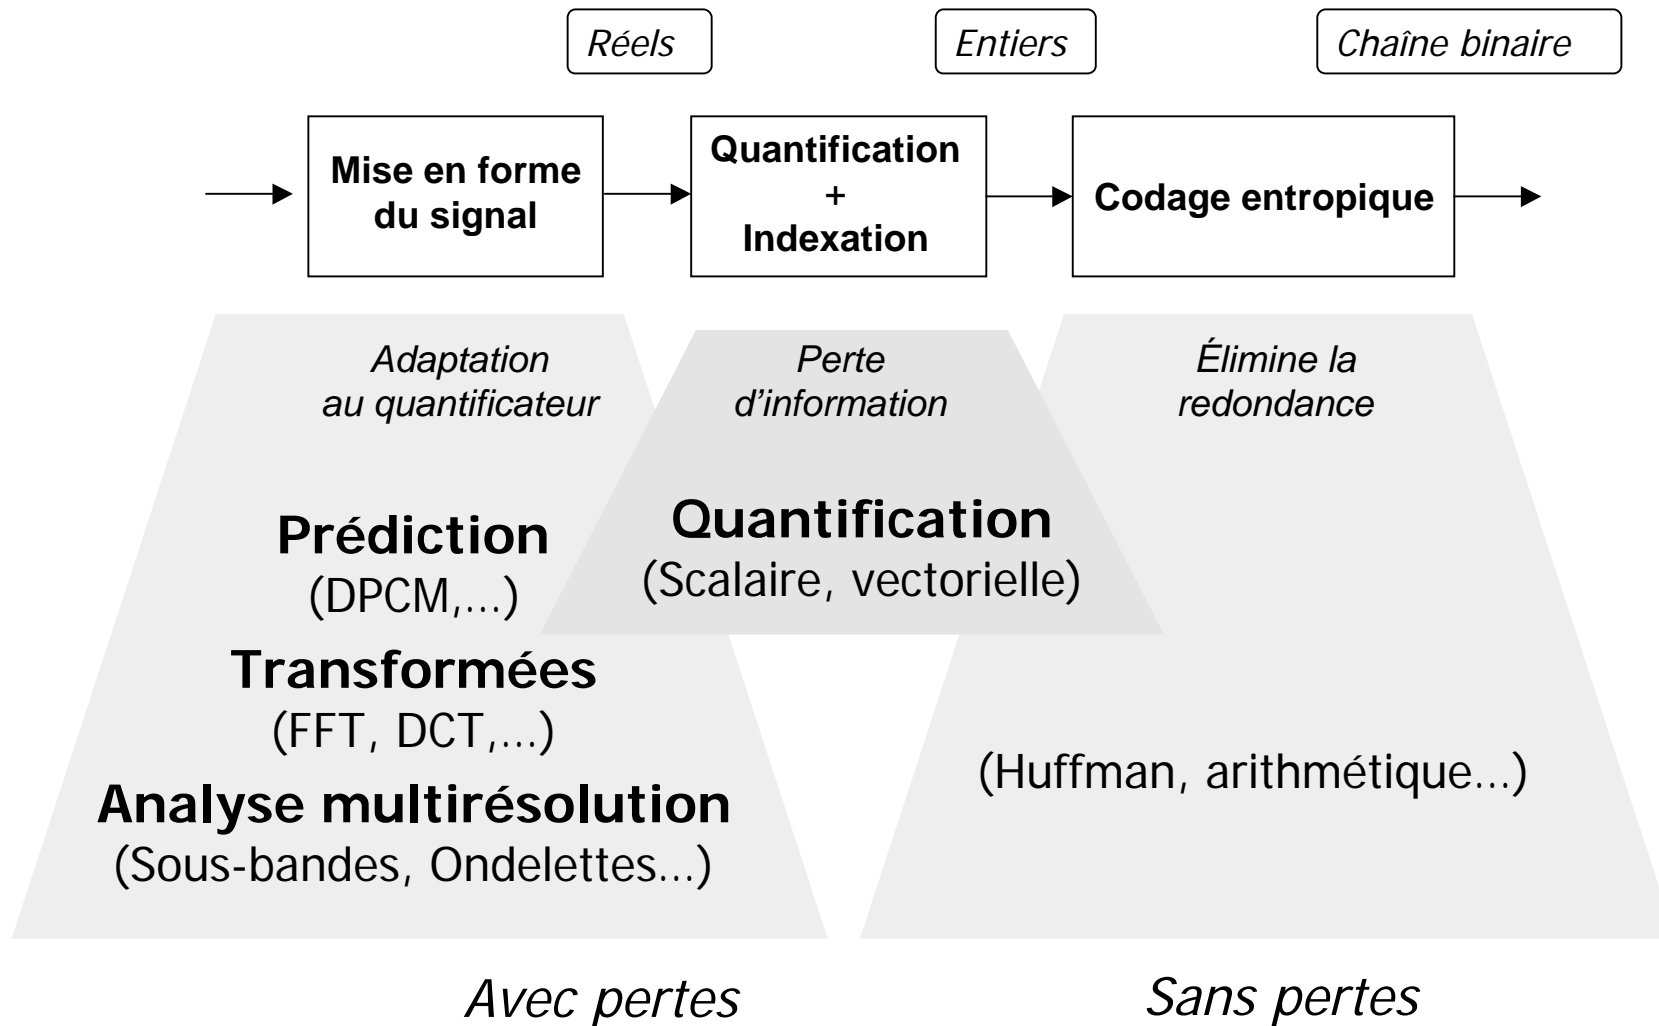 Réels
Entiers
Chaîne binaire
Mise en forme
du signal
Quantification
+
Indexation
Codage entropique
Adaptation
au quantificateur
Perte
d’information
Élimine la
redondance
Prédiction
(DPCM,...)
Transformées
(FFT, DCT,...)
Analyse multirésolution
(Sous-bandes, Ondelettes...)
Quantification
(Scalaire, vectorielle)
(Huffman, arithmétique...)
Avec pertes
Sans pertes